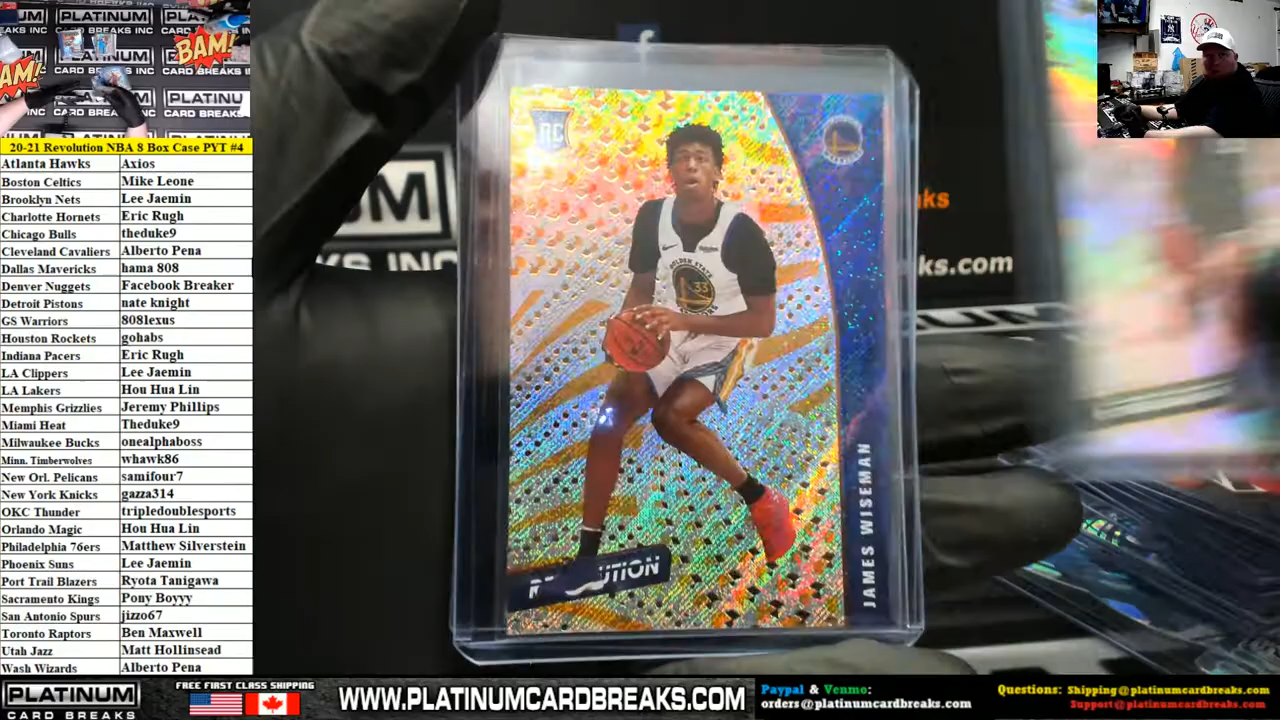 PLATINUM
CARD BREAKS INC
BAM!
20-21 Revolution NBA 8 Box Case PYT #4
Atlanta Hawks Axios
Boston Celtics Mike Leone
Brooklyn Nets Lee Jaemin
Charlotte Hornets Eric Rugh
Chicago Bulls theduke9
Cleveland Cavaliers Alberto Pena
Dallas Mavericks hama 808
Denver Nuggets Facebook Breaker
Detroit Pistons nate knight
GS Warriors 808lexus
Houston Rockets gohabs
Indiana Pacers Eric Rugh
LA Clippers Lee Jaemin
LA Lakers Hou Hua Lin
Memphis Grizzlies Jeremy Phillips
Miami Heat Theduke9
Milwaukee Bucks onealphaboss
Minn. Timberwolves whawk86
New Orl. Pelicans samifour7
New York Knicks gazza314
OKC Thunder tripledoublesports
Orlando Magic Hou Hua Lin
Philadelphia 76ers Matthew Silverstein
Phoenix Suns Lee Jaemin
Port Trail Blazers Ryota Tanigawa
Sacramento Kings Pony Boyyy
San Antonio Spurs jizzo67
Toronto Raptors Ben Maxwell
Utah Jazz Matt Hollinsead
Wash Wizards Alberto Pena
RC
GOLDEN STATE
33
JAMES WISEMAN
aks
ks.com
PLATINUM
CARD BREAKS
FREE FIRST CLASS SHIPPING
WWW.PLATINUMCARDBREAKS.COM
Paypal & Venmo:
orders@platinumcardbreaks.com
Questions: Shipping@platinumcardbreaks.com
Support@platinumcardbreaks.com